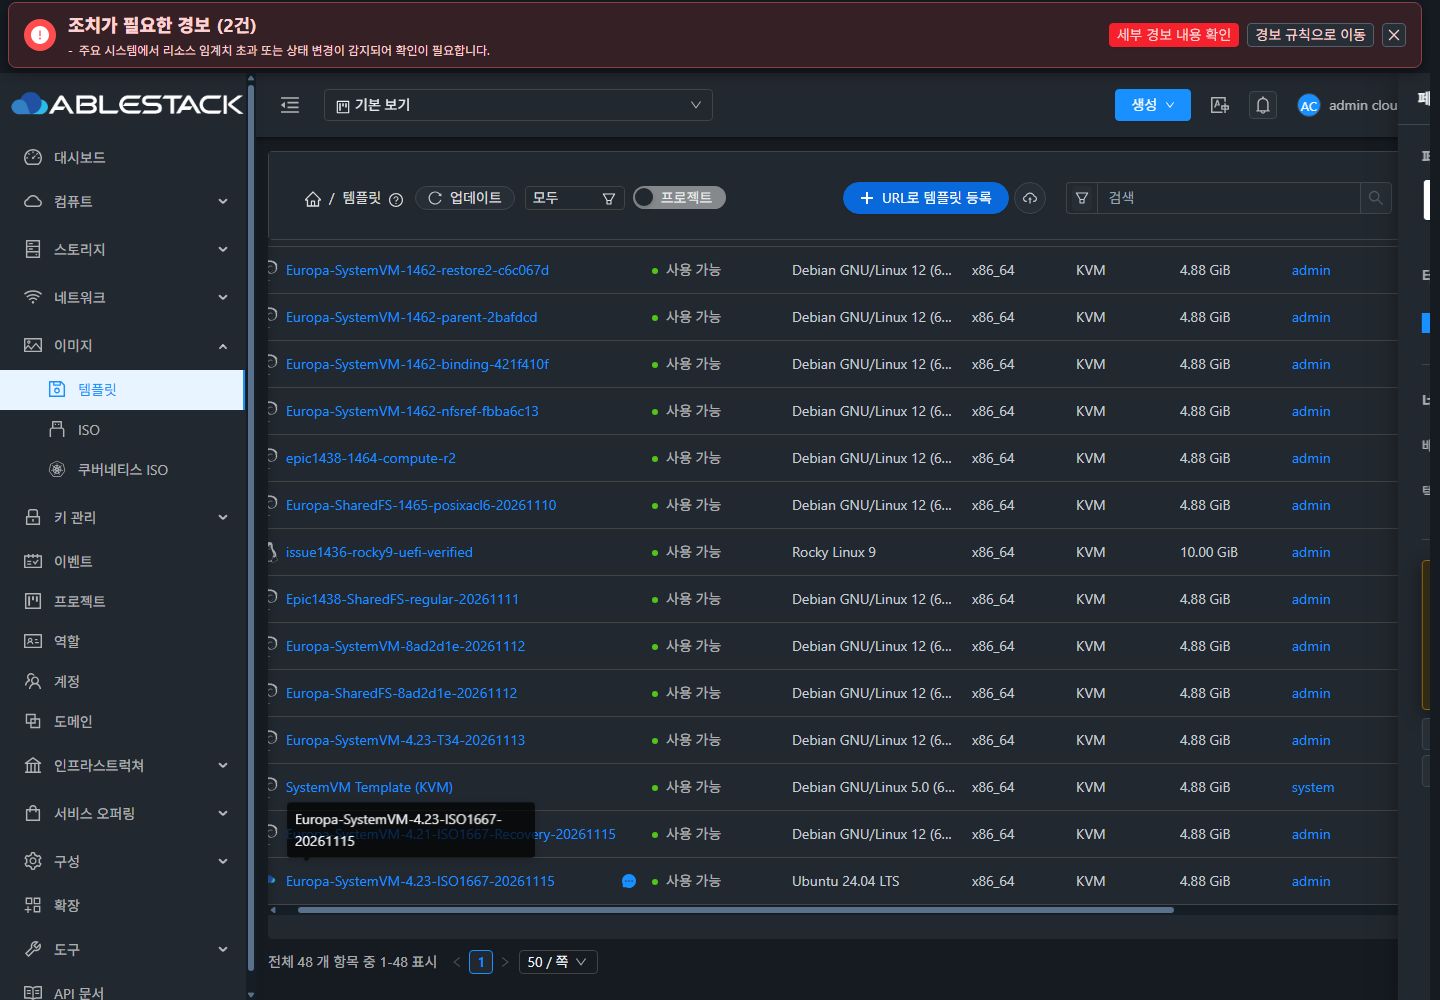 조치가 필요한 경보 (2건)
- 주요 시스템에서 리소스 임계치 초과 또는 상태 변경이 감지되어 확인이 필요합니다.
세부 경보 내용 확인
경보 규칙으로 이동
ABLESTACK
기본 보기
생성
AC
admin clou
대시보드
컴퓨트
스토리지
네트워크
이미지
템플릿
ISO
쿠버네티스 ISO
키 관리
이벤트
프로젝트
역할
계정
도메인
인프라스트럭쳐
서비스 오퍼링
구성
확장
도구
API 문서
/ 템플릿
업데이트
모두
프로젝트
URL로 템플릿 등록
검색
Europa-SystemVM-1462-restore2-c6c067d 사용 가능 Debian GNU/Linux 12 (6... x86_64 KVM 4.88 GiB admin
Europa-SystemVM-1462-parent-2bafdcd 사용 가능 Debian GNU/Linux 12 (6... x86_64 KVM 4.88 GiB admin
Europa-SystemVM-1462-binding-421f410f 사용 가능 Debian GNU/Linux 12 (6... x86_64 KVM 4.88 GiB admin
Europa-SystemVM-1462-nfsref-fbba6c13 사용 가능 Debian GNU/Linux 12 (6... x86_64 KVM 4.88 GiB admin
epic1438-1464-compute-r2 사용 가능 Debian GNU/Linux 12 (6... x86_64 KVM 4.88 GiB admin
Europa-SharedFS-1465-posixacl6-20261110 사용 가능 Debian GNU/Linux 12 (6... x86_64 KVM 4.88 GiB admin
issue1436-rocky9-uefi-verified 사용 가능 Rocky Linux 9 x86_64 KVM 10.00 GiB admin
Epic1438-SharedFS-regular-20261111 사용 가능 Debian GNU/Linux 12 (6... x86_64 KVM 4.88 GiB admin
Europa-SystemVM-8ad2d1e-20261112 사용 가능 Debian GNU/Linux 12 (6... x86_64 KVM 4.88 GiB admin
Europa-SharedFS-8ad2d1e-20261112 사용 가능 Debian GNU/Linux 12 (6... x86_64 KVM 4.88 GiB admin
Europa-SystemVM-4.23-T34-20261113 사용 가능 Debian GNU/Linux 12 (6... x86_64 KVM 4.88 GiB admin
SystemVM Template (KVM) 사용 가능 Debian GNU/Linux 5.0 (6... x86_64 KVM 4.88 GiB system
Europa-SystemVM-4.23-ISO1667-
20261115
Europa-SystemVM-4.21-ISO1667-Recovery-20261115 사용 가능 Debian GNU/Linux 12 (6... x86_64 KVM 4.88 GiB admin
Europa-SystemVM-4.23-ISO1667-20261115 사용 가능 Ubuntu 24.04 LTS x86_64 KVM 4.88 GiB admin
전체 48 개 항목 중 1-48 표시
1
50 / 쪽